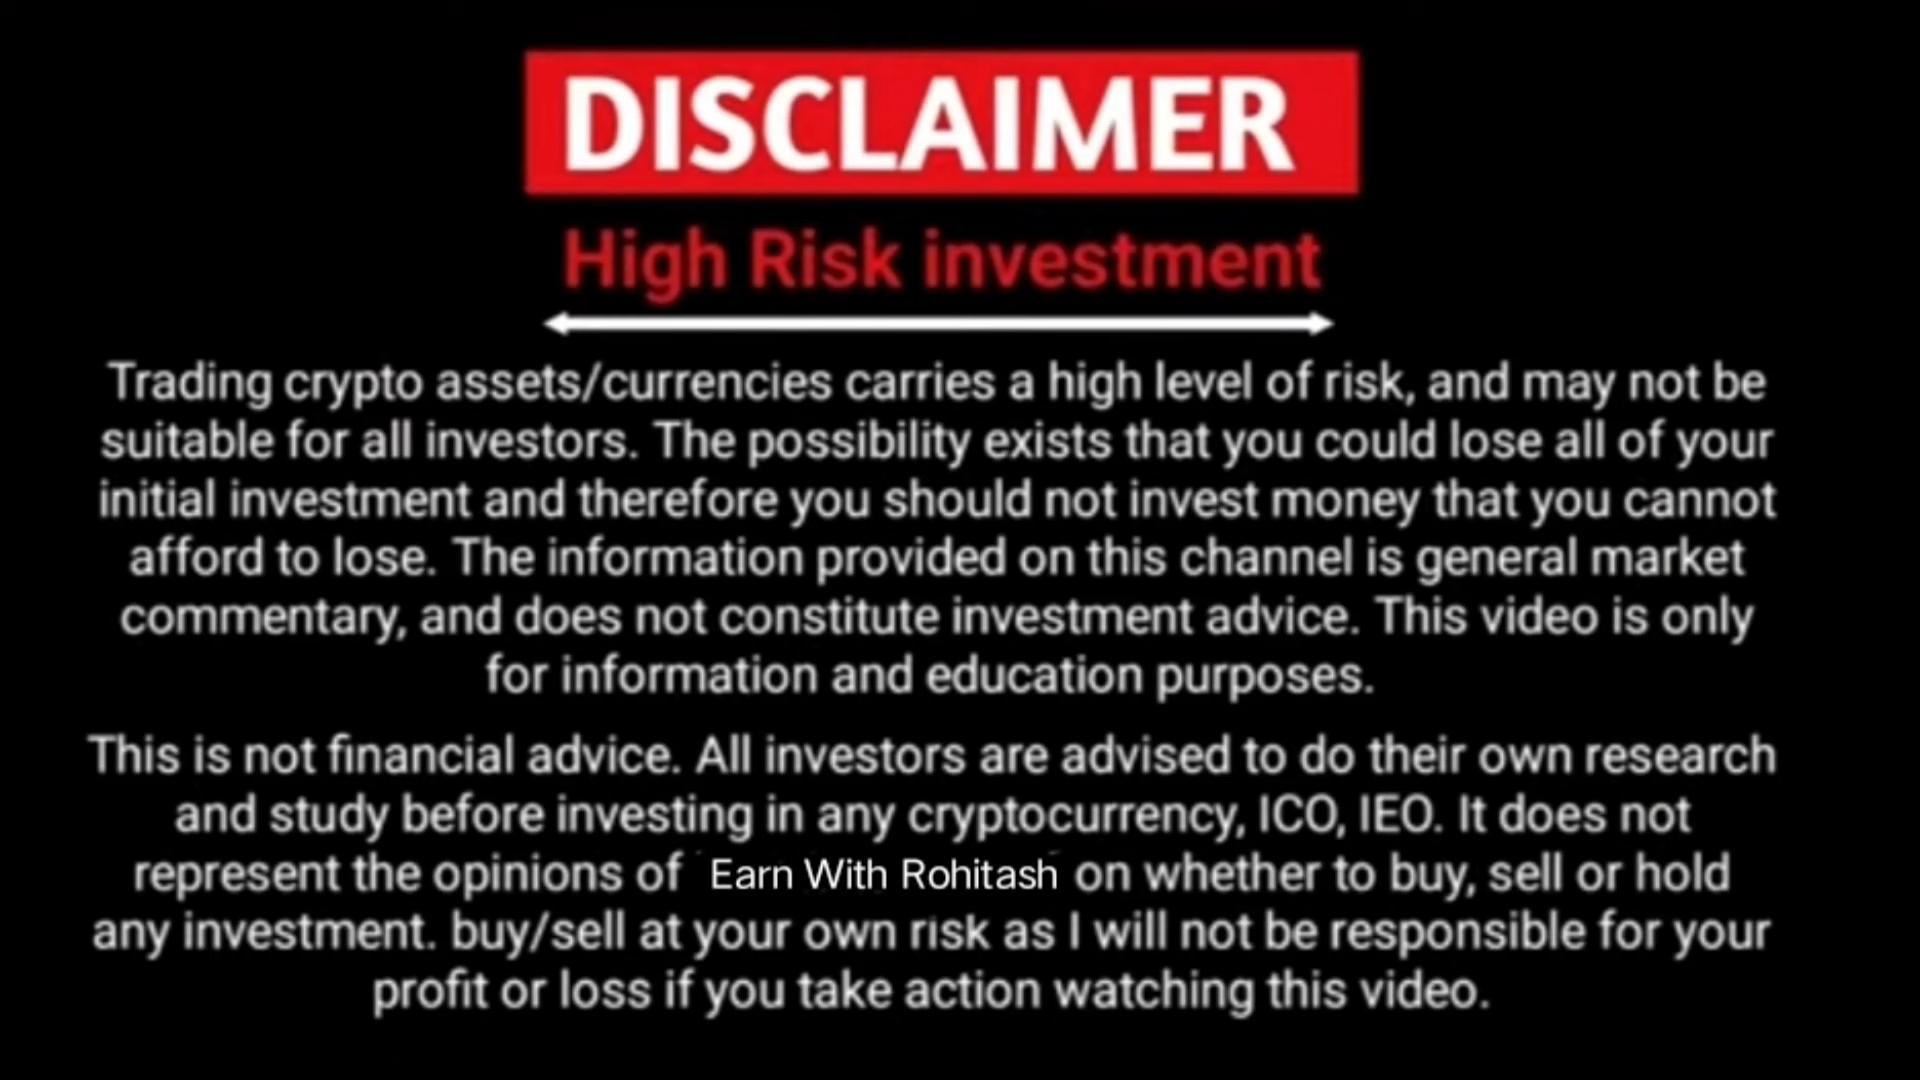 DISCLAIMER
High Risk investment
Trading crypto assets/currencies carries a high level of risk, and may not be
suitable for all investors. The possibility exists that you could lose all of your
initial investment and therefore you should not invest money that you cannot
afford to lose. The information provided on this channel is general market
commentary, and does not constitute investment advice. This video is only
for information and education purposes.
This is not financial advice. All investors are advised to do their own research
and study before investing in any cryptocurrency, ICO, IEO. It does not
represent the opinions of Earn With Rohitash on whether to buy, sell or hold
any investment. buy/sell at your own risk as I will not be responsible for your
profit or loss if you take action watching this video.